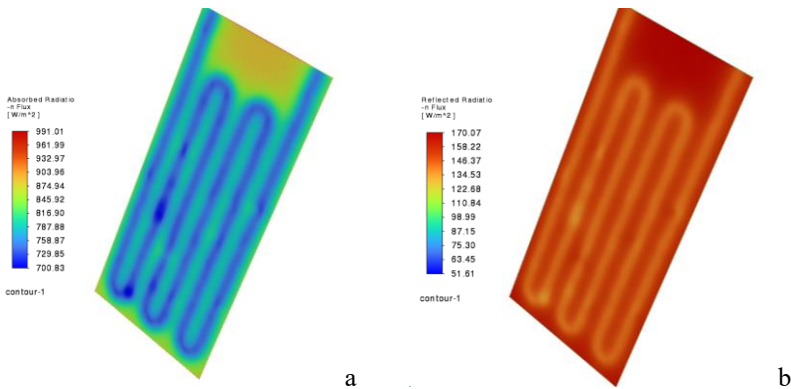 Absorbed Radiatio
-n Flux
[ W/m^2 ]
991.01
961.99
932.97
903.96
874.94
845.92
816.90
787.88
758.87
729.85
700.83
contour-1
a
Reflected Radiatio
-n Flux
[ W/m^2 ]
170.07
158.22
146.37
134.53
122.68
110.84
98.99
87.15
75.30
63.45
51.61
contour-1
b